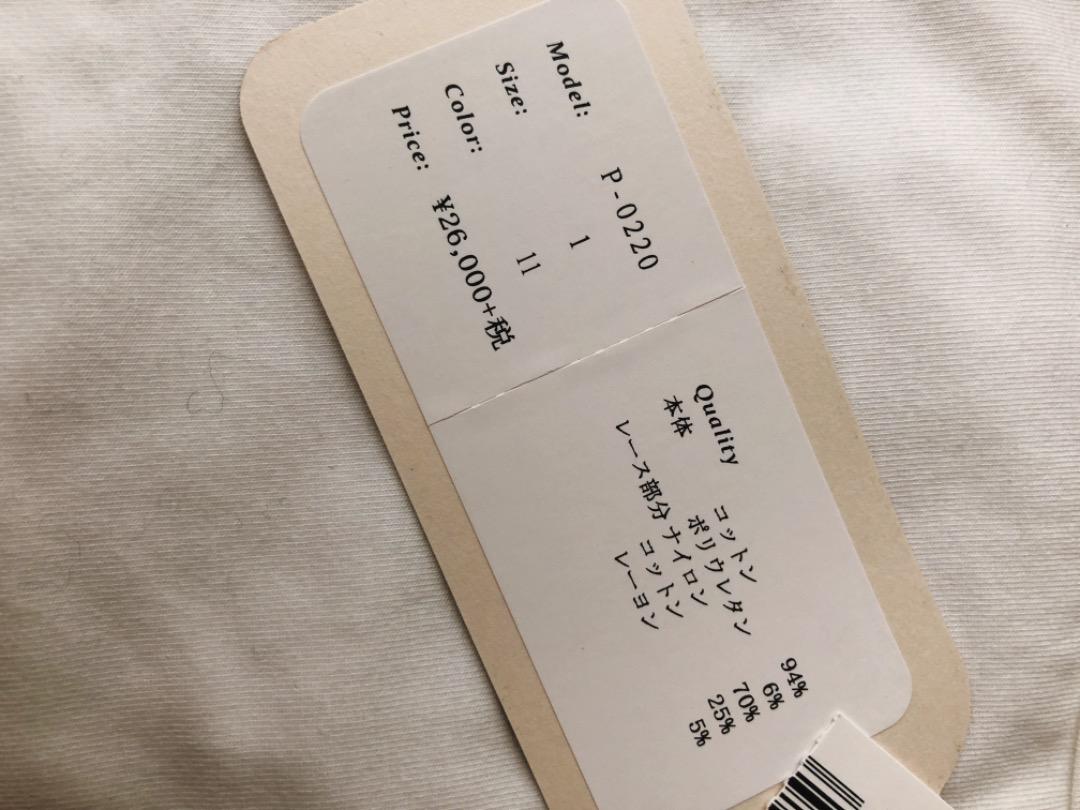 Model: P-0220
Size: 1
Color: 11
Price: ¥26,000+税
Quality
本体 コットン 94%
ポリウレタン 6%
レース部分 ナイロン 70%
コットン 25%
レーヨン 5%